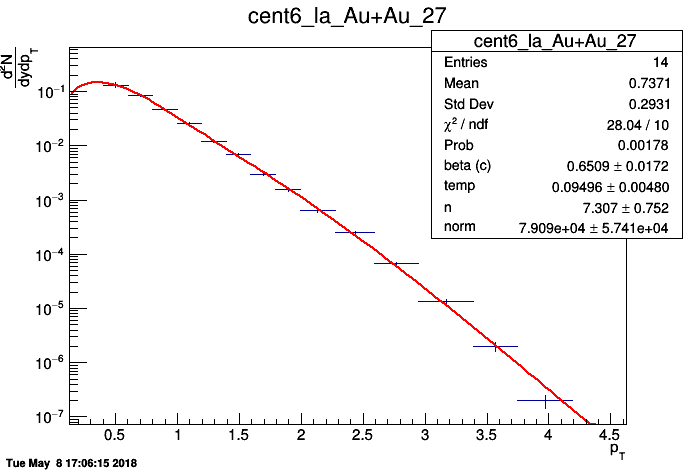 cent6_la_Au+Au_27
d²N
dydp_T
cent6_la_Au+Au_27
Entries 14
Mean 0.7371
Std Dev 0.2931
χ² / ndf 28.04 / 10
Prob 0.00178
beta (c) 0.6509 ± 0.0172
temp 0.09496 ± 0.00480
n 7.307 ± 0.752
norm 7.909e+04 ± 5.741e+04
10⁻¹
10⁻²
10⁻³
10⁻⁴
10⁻⁵
10⁻⁶
10⁻⁷
0.5 1 1.5 2 2.5 3 3.5 4 4.5
p_T
Tue May 8 17:06:15 2018